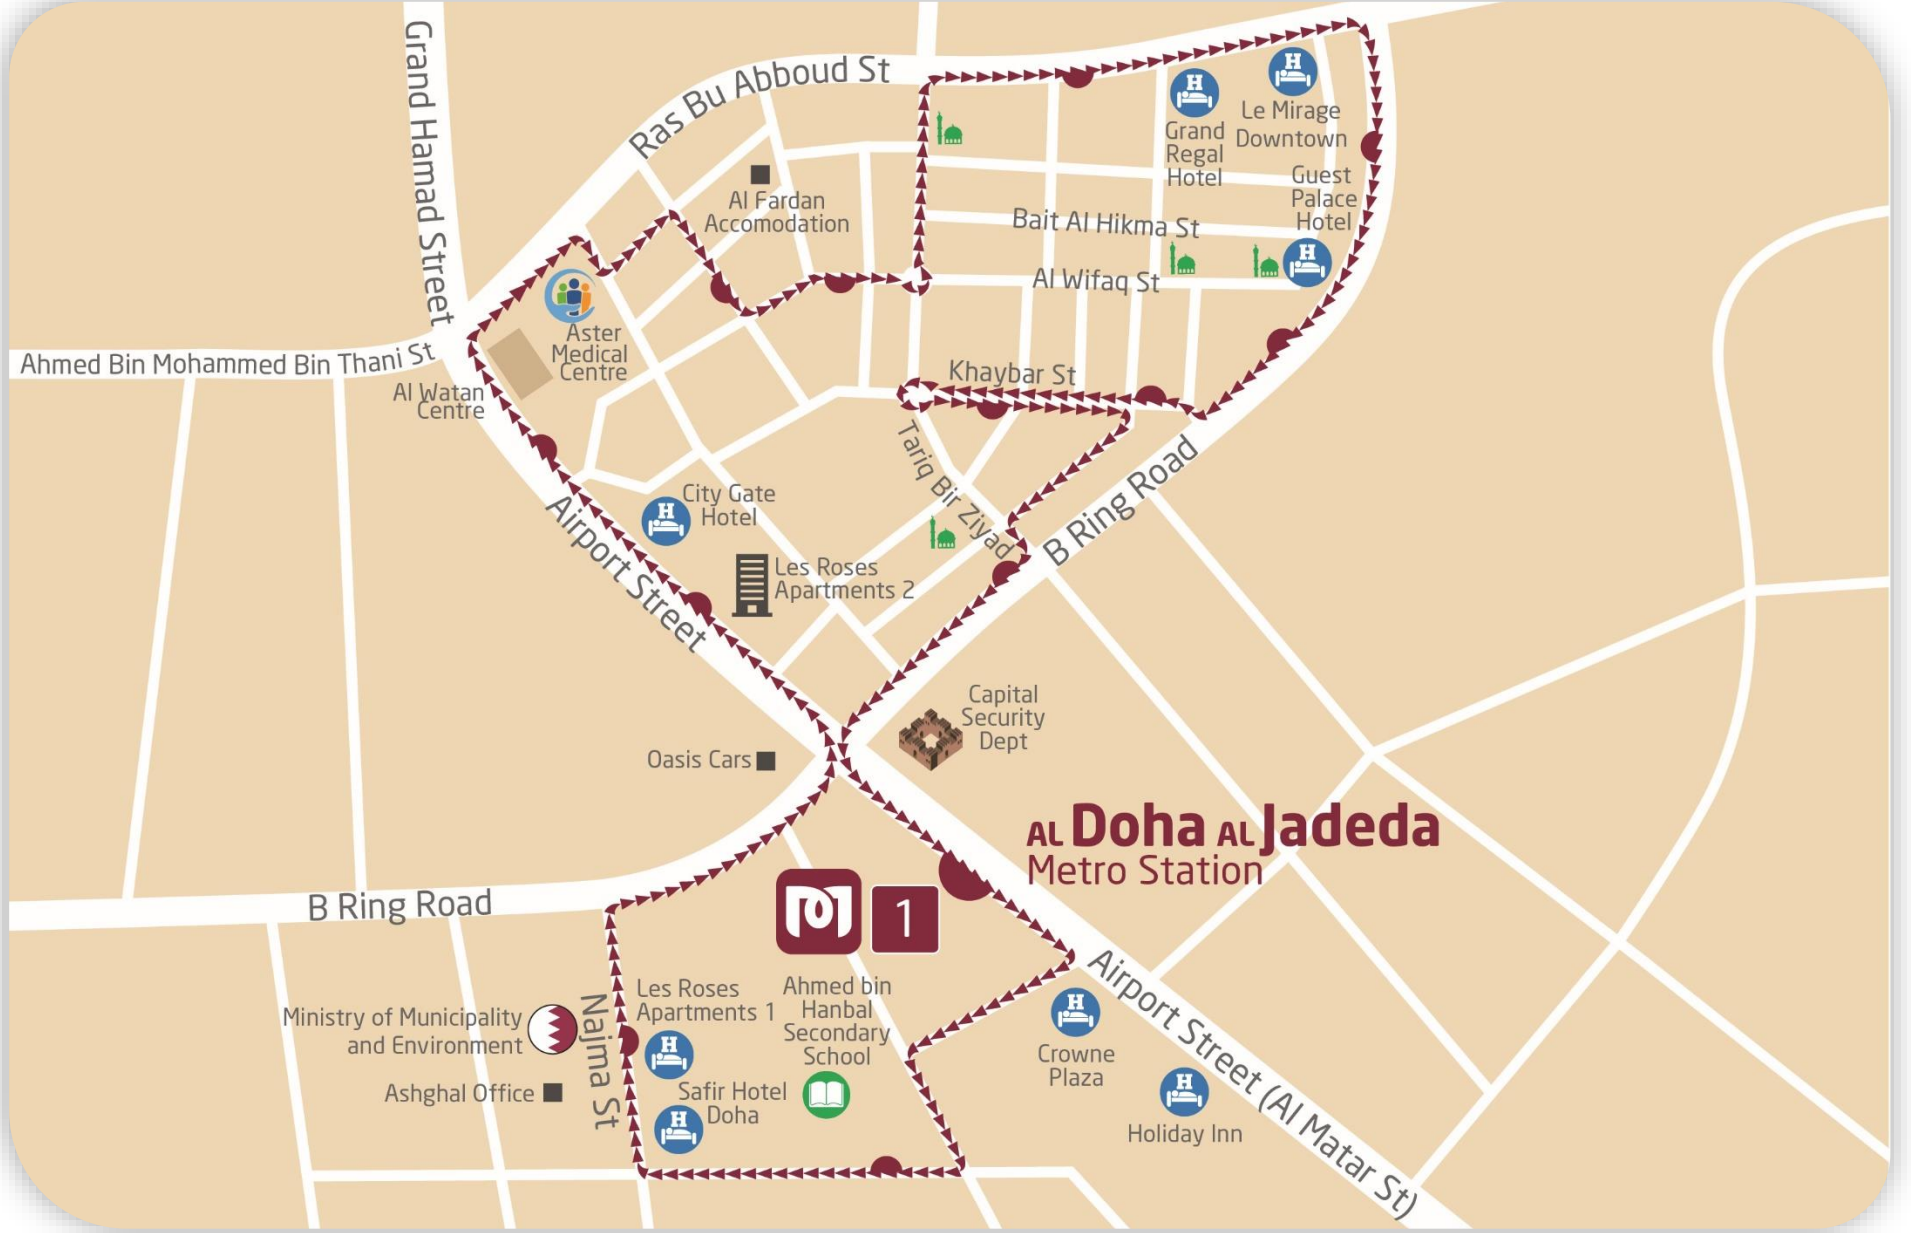 Grand Hamad Street
Ras Bu Abboud St
H
Le Mirage
Downtown
H
Grand
Regal
Hotel
Guest
Palace
Hotel
H
Al Fardan
Accomodation
Bait Al Hikma St
Al Wifaq St
Aster
Medical
Centre
Ahmed Bin Mohammed Bin Thani St
Al Watan
Centre
Khaybar St
Tariq Bir Ziyad
B Ring Road
City Gate
Hotel
H
Airport Street
Les Roses
Apartments 2
Capital
Security
Dept
Oasis Cars
AL Doha AL Jadeda
Metro Station
1
B Ring Road
Airport Street (Al Matar St)
Les Roses
Apartments 1
H
Ahmed bin
Hanbal
Secondary
School
Ministry of Municipality
and Environment
Najma St
Ashghal Office
Safir Hotel
Doha
H
H
Crowne
Plaza
H
Holiday Inn